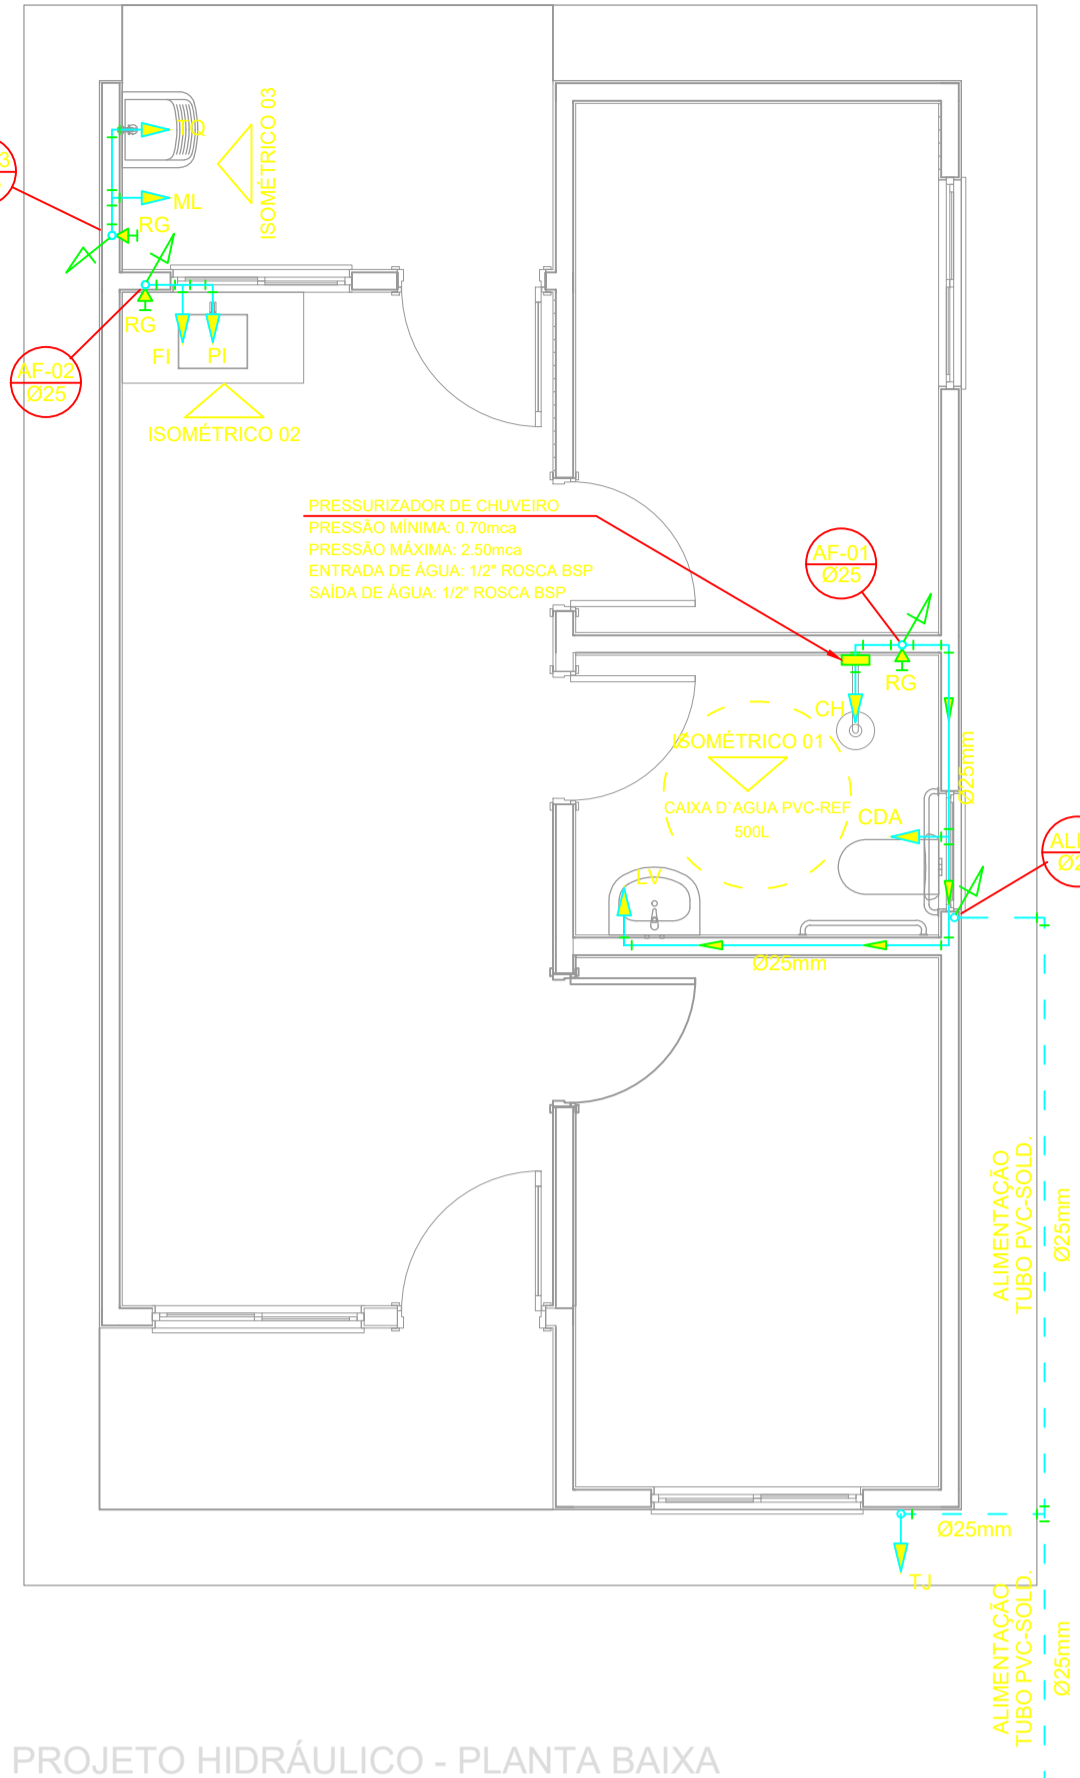 TQ
ISOMÉTRICO 03
3
ML
RG
RG
FI
PI
AF-02
Ø25
ISOMÉTRICO 02
PRESSURIZADOR DE CHUVEIRO
PRESSÃO MÍNIMA: 0.70mca
PRESSÃO MÁXIMA: 2.50mca
ENTRADA DE ÁGUA: 1/2" ROSCA BSP
SAÍDA DE ÁGUA: 1/2" ROSCA BSP
AF-01
Ø25
RG
CH
ISOMÉTRICO 01
Ø25mm
CAIXA D`AGUA PVC-REF
500L
CDA
LV
Ø25mm
ALIMENTAÇÃO
TUBO PVC-SOLD.
Ø25mm
Ø25mm
TJ
ALIMENTAÇÃO
TUBO PVC-SOLD.
Ø25mm
PROJETO HIDRÁULICO - PLANTA BAIXA